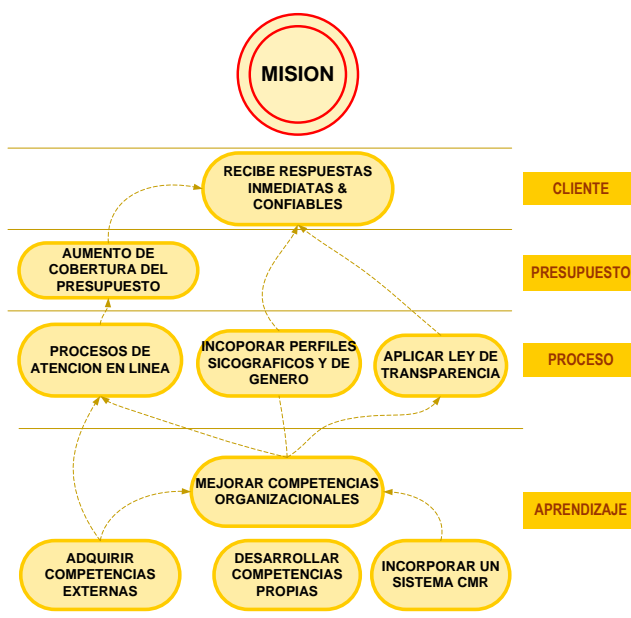 MISION
RECIBE RESPUESTAS
INMEDIATAS &
CONFIABLES
CLIENTE
AUMENTO DE
COBERTURA DEL
PRESUPUESTO
PRESUPUESTO
PROCESOS DE
ATENCION EN LINEA
INCOPORAR PERFILES
SICOGRAFICOS Y DE
GENERO
APLICAR LEY DE
TRANSPARENCIA
PROCESO
MEJORAR COMPETENCIAS
ORGANIZACIONALES
APRENDIZAJE
ADQUIRIR
COMPETENCIAS
EXTERNAS
DESARROLLAR
COMPETENCIAS
PROPIAS
INCORPORAR UN
SISTEMA CMR